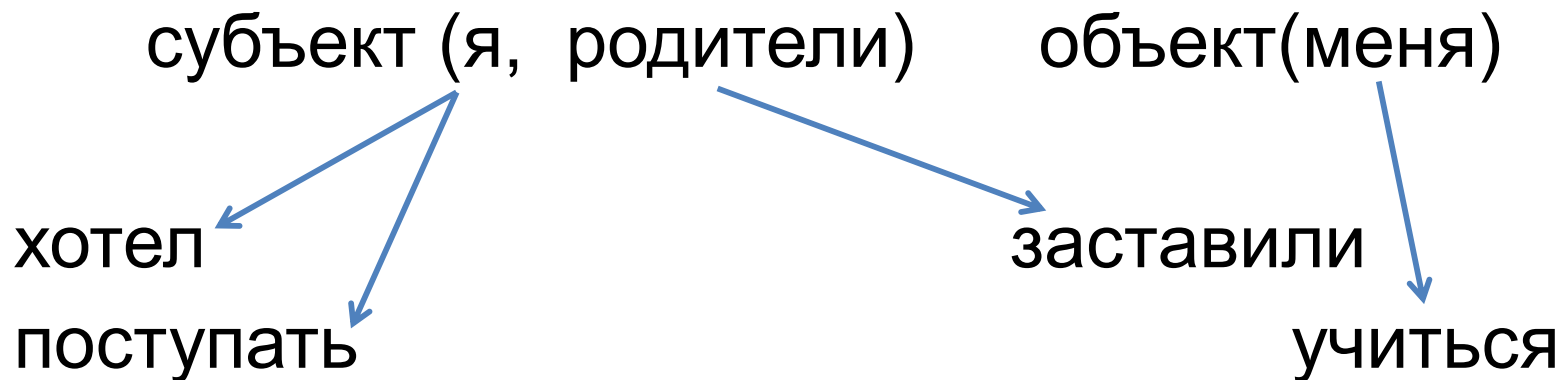 субъект (я, родители) объект(меня)
хотел заставили
поступать учиться